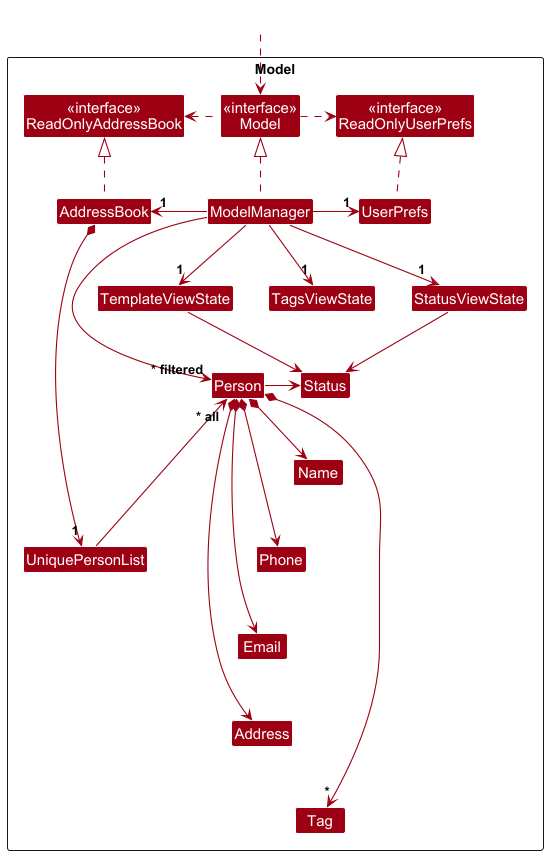 Model
«interface»
ReadOnlyAddressBook
«interface»
Model
«interface»
ReadOnlyUserPrefs
AddressBook
1
ModelManager
1
UserPrefs
1
1
1
TemplateViewState
TagsViewState
StatusViewState
* filtered
Person
Status
* all
Name
1
UniquePersonList
Phone
Email
Address
*
Tag